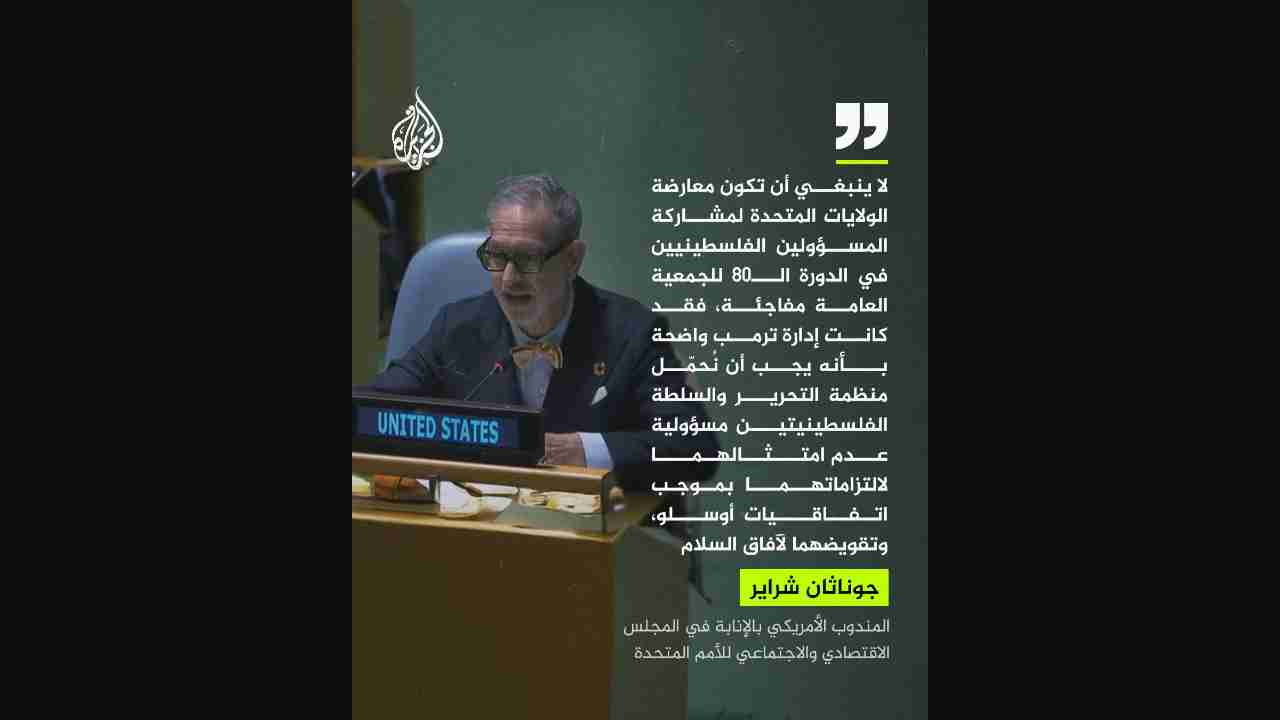 الجزيرة
لا ينبغي أن تكون معارضة
الولايات المتحدة لمشاركة
المسؤولين الفلسطينيين
في الدورة الـ80 للجمعية
العامة مفاجئة، فقد
كانت إدارة ترمب واضحة
بأنه يجب أن نُحمّل
منظمة التحرير والسلطة
الفلسطينيتين مسؤولية
عدم امتثالهما
لالتزاماتهما بموجب
اتفاقيات أوسلو،
وتقويضهما لآفاق السلام
جوناثان شراير
المندوب الأمريكي بالإنابة في المجلس
الاقتصادي والاجتماعي للأمم المتحدة
UNITED STATES